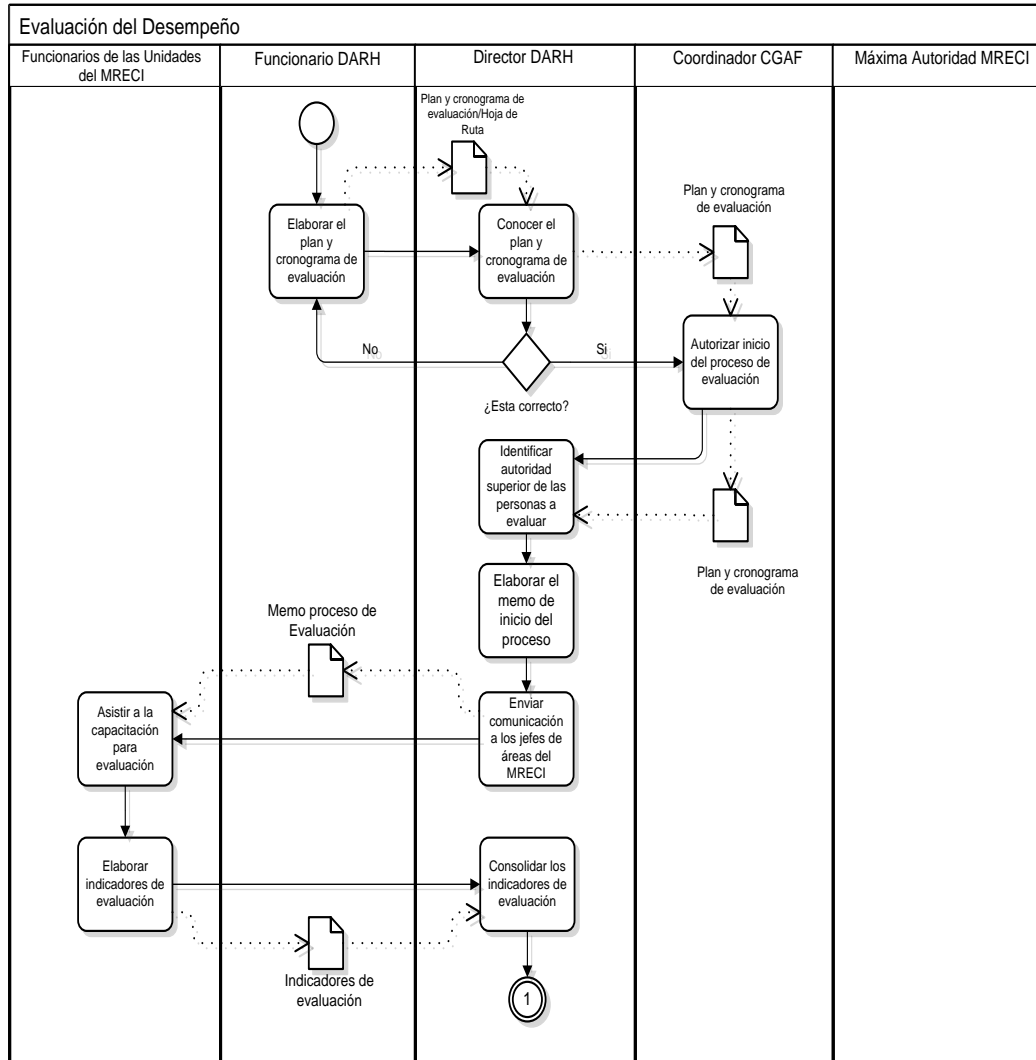 Evaluación del Desempeño
Funcionarios de las Unidades
del MRECI
Funcionario DARH
Director DARH
Coordinador CGAF
Máxima Autoridad MRECI
Plan y cronograma de
evaluación/Hoja de
Ruta
Elaborar el
plan y
cronograma de
evaluación
Conocer el
plan y
cronograma de
evaluación
Plan y cronograma
de evaluación
No
Si
Autorizar inicio
del proceso de
evaluación
¿Esta correcto?
Identificar
autoridad
superior de las
personas a
evaluar
Plan y cronograma
de evaluación
Elaborar el
memo de
inicio del
proceso
Memo proceso de
Evaluación
Asistir a la
capacitación
para
evaluación
Enviar
comunicación
a los jefes de
áreas del
MRECI
Elaborar
indicadores de
evaluación
Consolidar los
indicadores de
evaluación
Indicadores de
evaluación
1